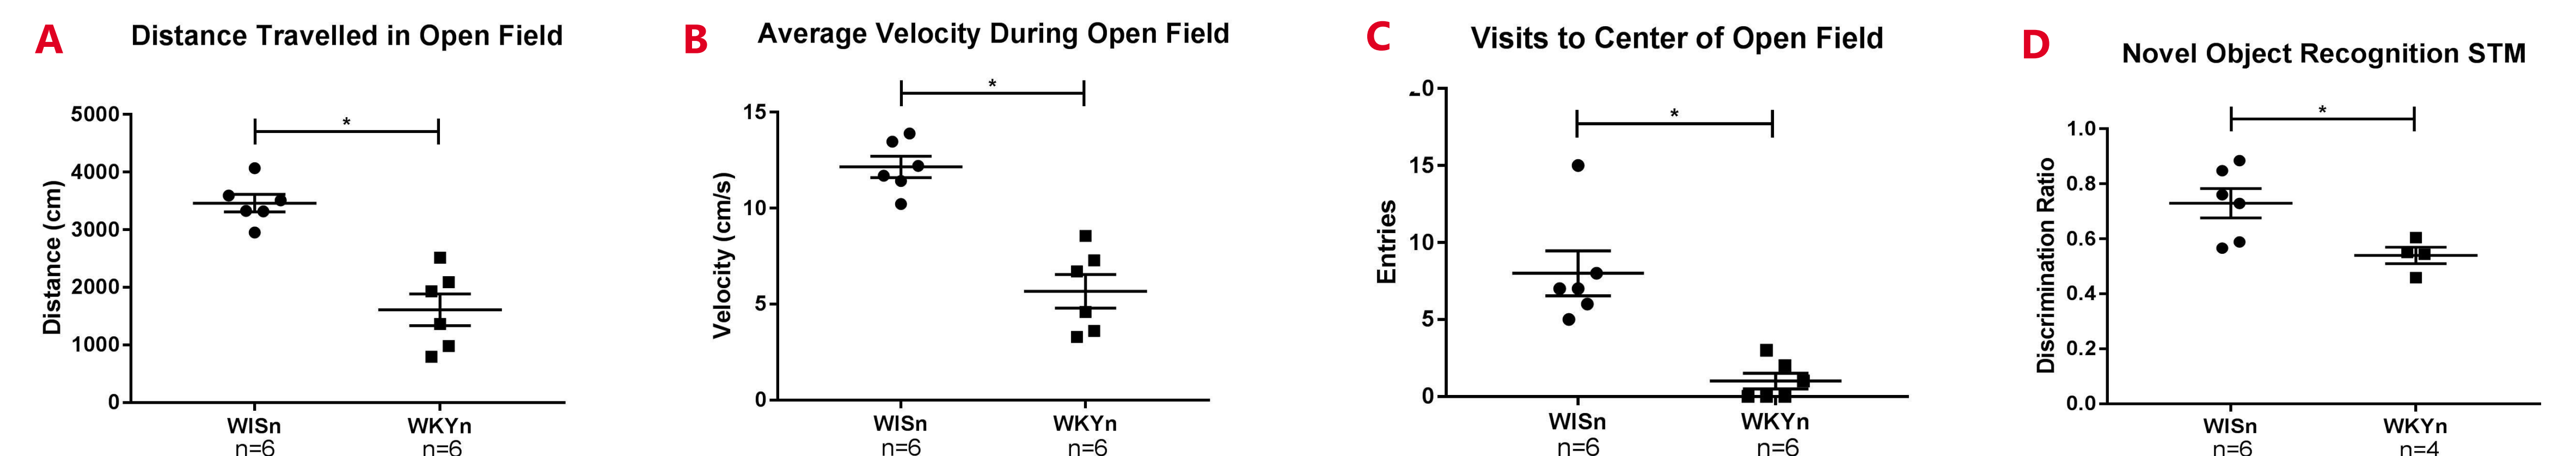 A
Distance Travelled in Open Field
*
Distance (cm)
5000
4000
3000
2000
1000
0
WISn
n=6
WKYn
n=6
B
Average Velocity During Open Field
*
Velocity (cm/s)
15
10
5
0
WISn
n=6
WKYn
n=6
C
Visits to Center of Open Field
*
Entries
15
10
5
0
WISn
n=6
WKYn
n=6
D
Novel Object Recognition STM
*
Discrimination Ratio
1.0
0.8
0.6
0.4
0.2
0.0
WISn
n=6
WKYn
n=4